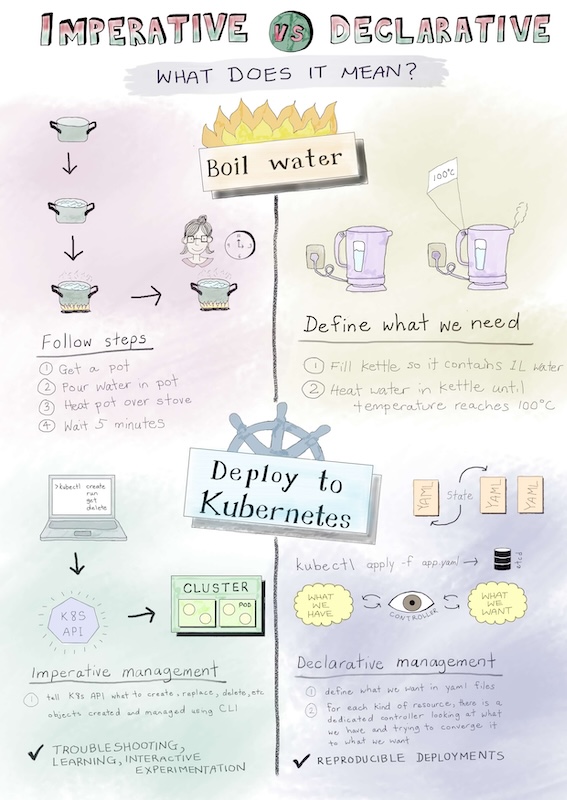 IMPERATIVE VS DECLARATIVE
WHAT DOES IT MEAN?
Boil water
Follow steps
① Get a pot
② Pour water in pot
③ Heat pot over stove
④ Wait 5 minutes
100°C
Define what we need
① Fill kettle so it contains 1L water
② Heat water in kettle until
temperature reaches 100°C
Deploy to
Kubernetes
>kubectl create
run
get
delete
K8S
API
CLUSTER
POD
Imperative management
① tell K8s API what to create, replace, delete, etc
objects created and managed using CLI
✓ TROUBLESHOOTING,
LEARNING, INTERACTIVE
EXPERIMENTATION
YAML
State
YAML
YAML
kubectl apply -f app.yaml →
etcd
WHAT
WE
HAVE
CONTROLLER
WHAT
WE
WANT
Declarative management
① define what we want in yaml files
② for each kind of resource, there is a
dedicated controller looking at what
we have and trying to converge it
to what we want
✓ REPRODUCIBLE DEPLOYMENTS